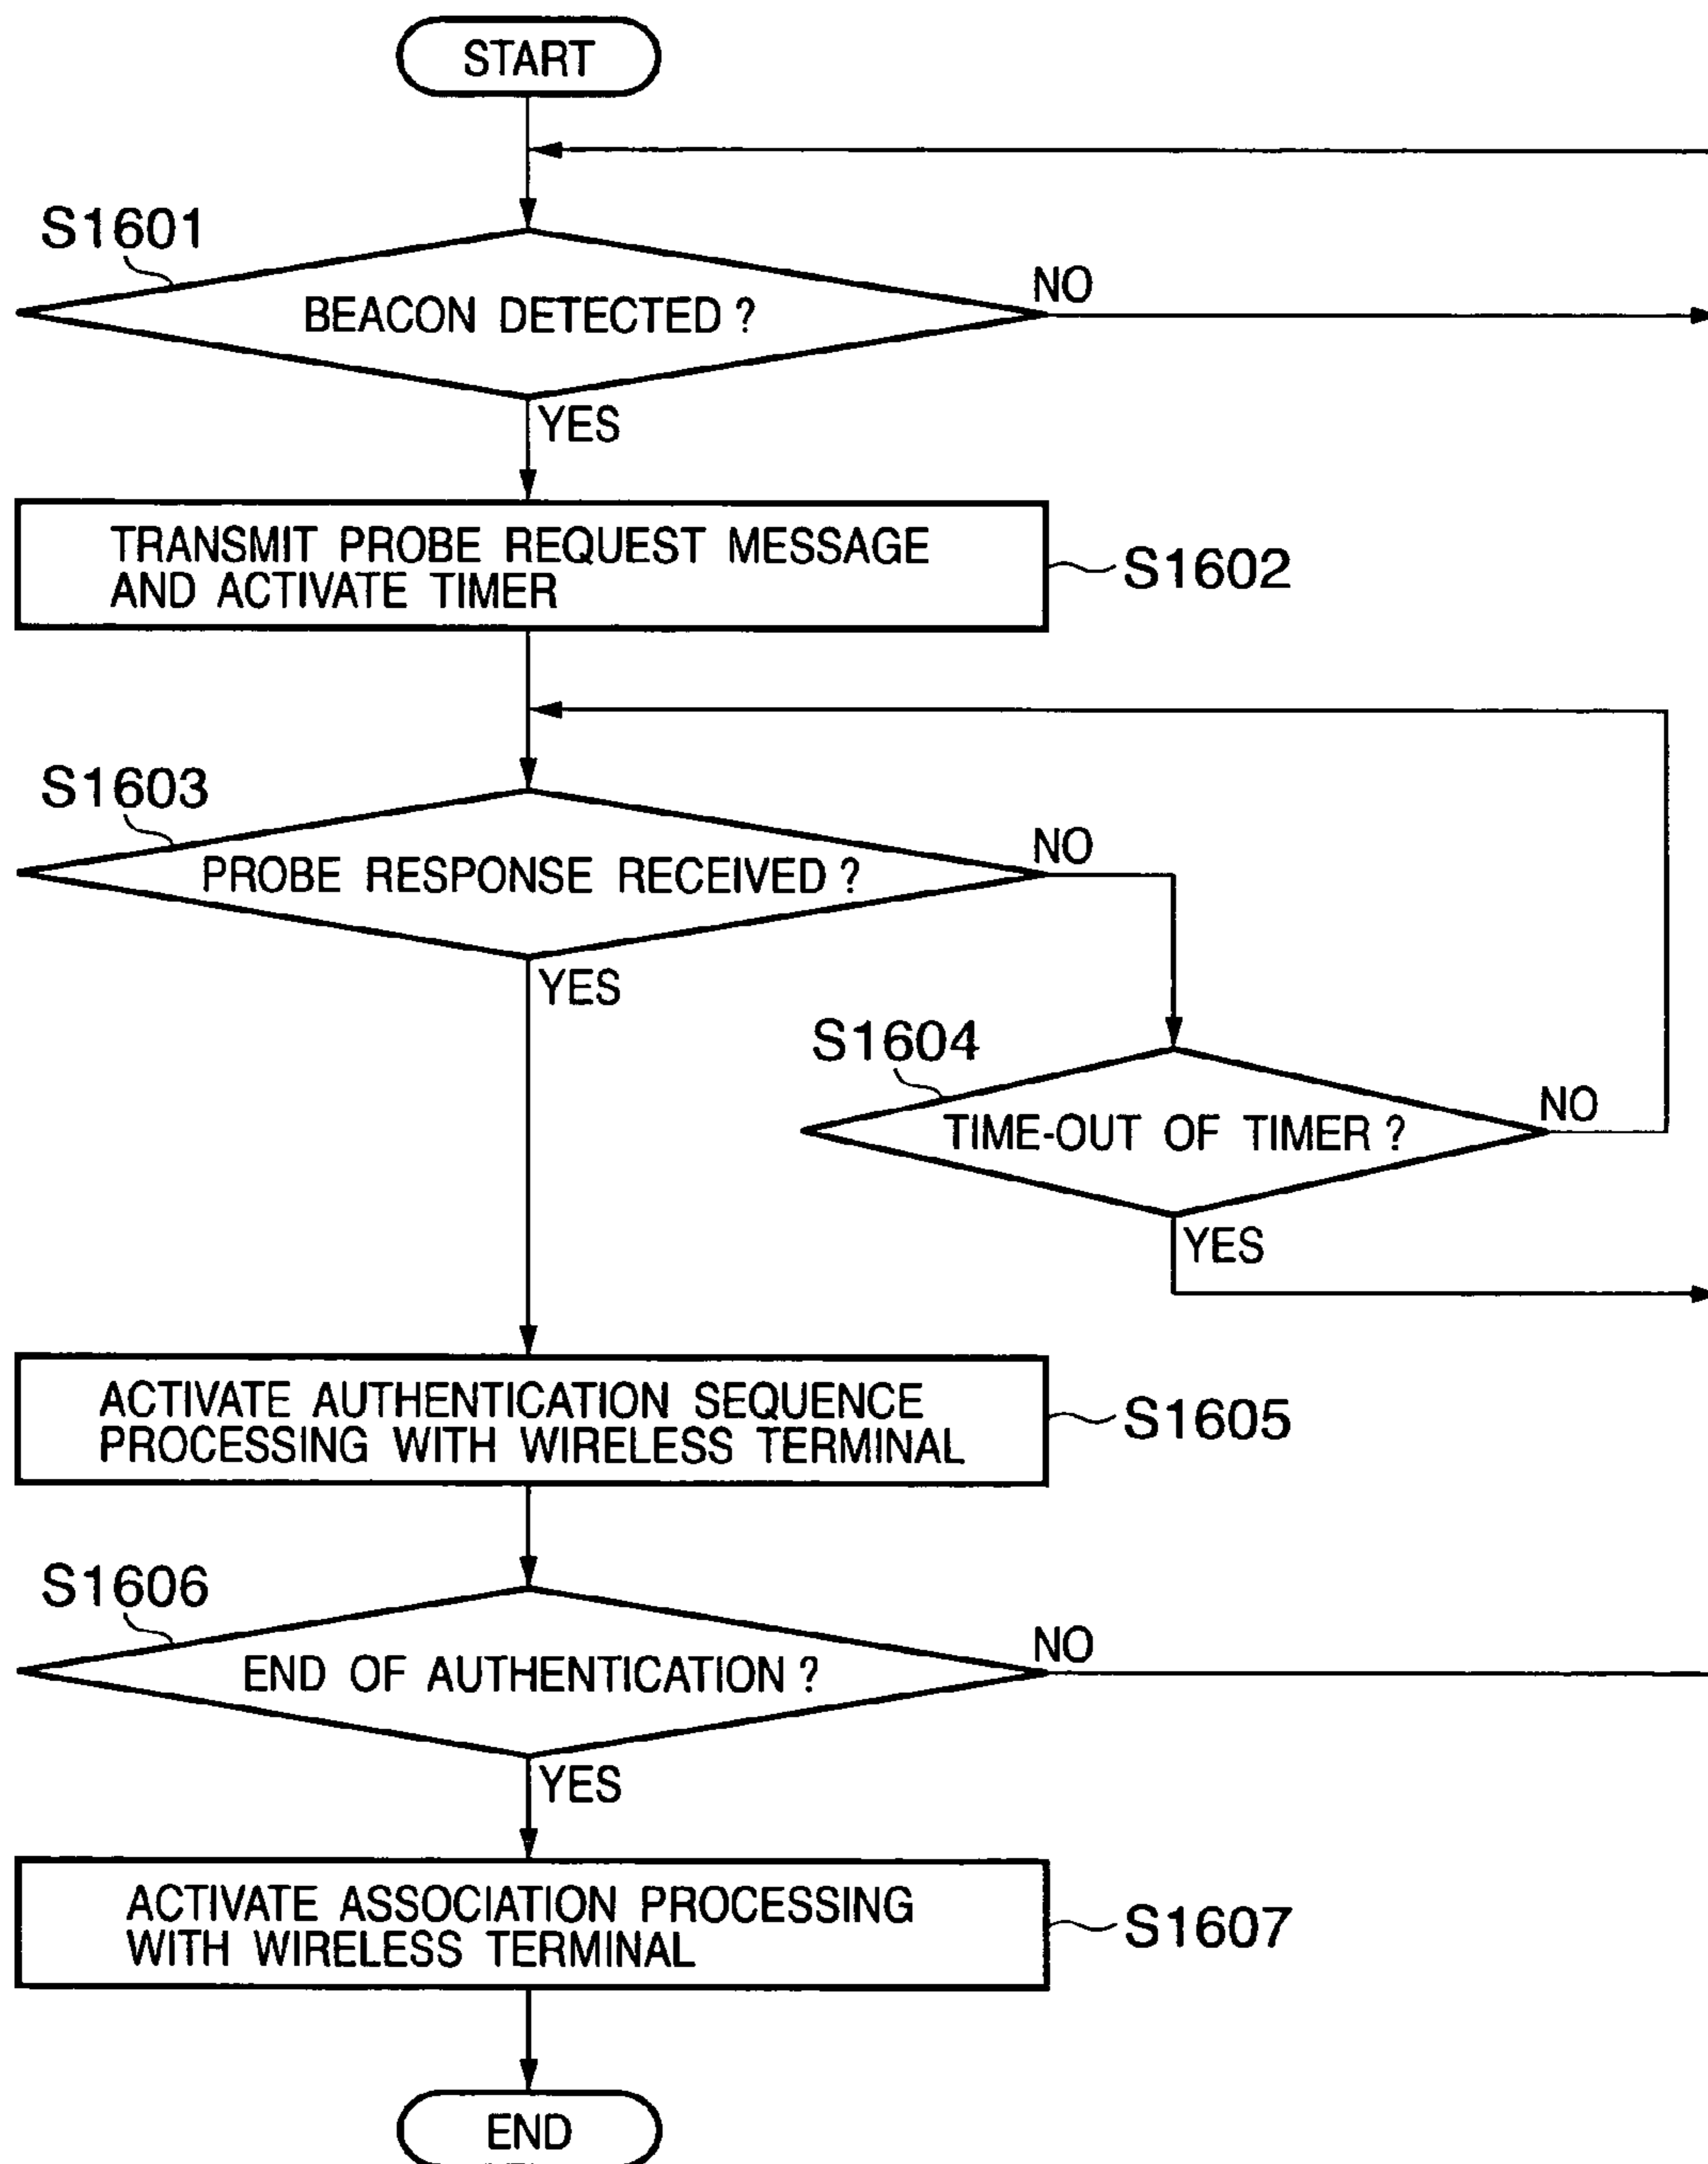 START
S1601
BEACON DETECTED ?
NO
YES
TRANSMIT PROBE REQUEST MESSAGE
AND ACTIVATE TIMER
S1602
S1603
PROBE RESPONSE RECEIVED ?
NO
YES
S1604
TIME-OUT OF TIMER ?
NO
YES
ACTIVATE AUTHENTICATION SEQUENCE
PROCESSING WITH WIRELESS TERMINAL
S1605
S1606
END OF AUTHENTICATION ?
NO
YES
ACTIVATE ASSOCIATION PROCESSING
WITH WIRELESS TERMINAL
S1607
END